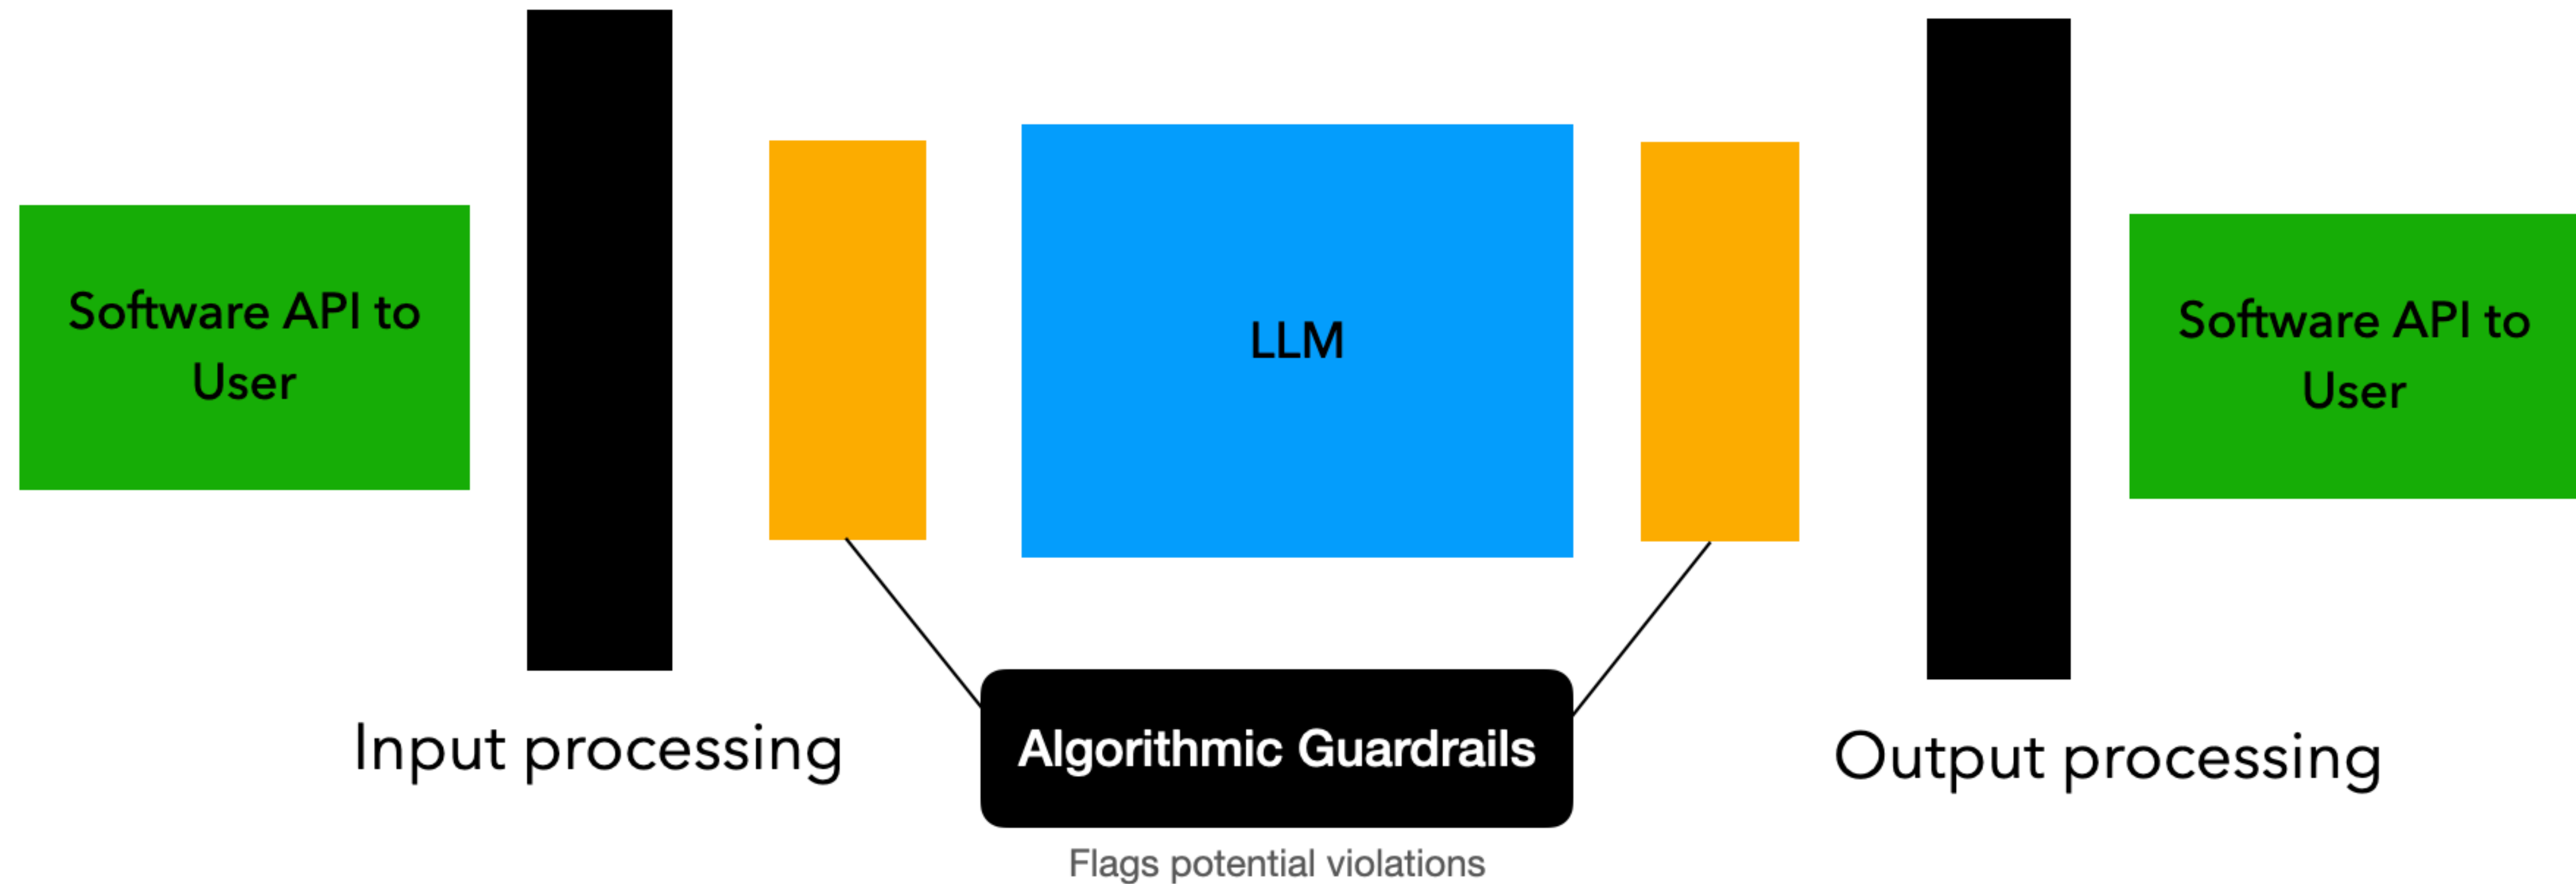 Software API to
User
LLM
Software API to
User
Input processing
Algorithmic Guardrails
Output processing
Flags potential violations